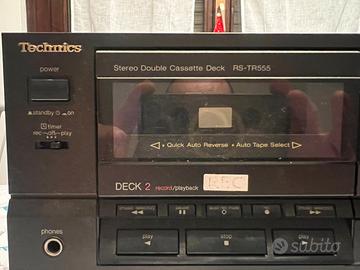 Technics
Stereo Double Cassette Deck RS-TR555
power
standby on
timer
rec off play
Quick Auto Reverse • Auto Tape Select
DECK 2 record/playback
REC
phones
play
stop
play
subito